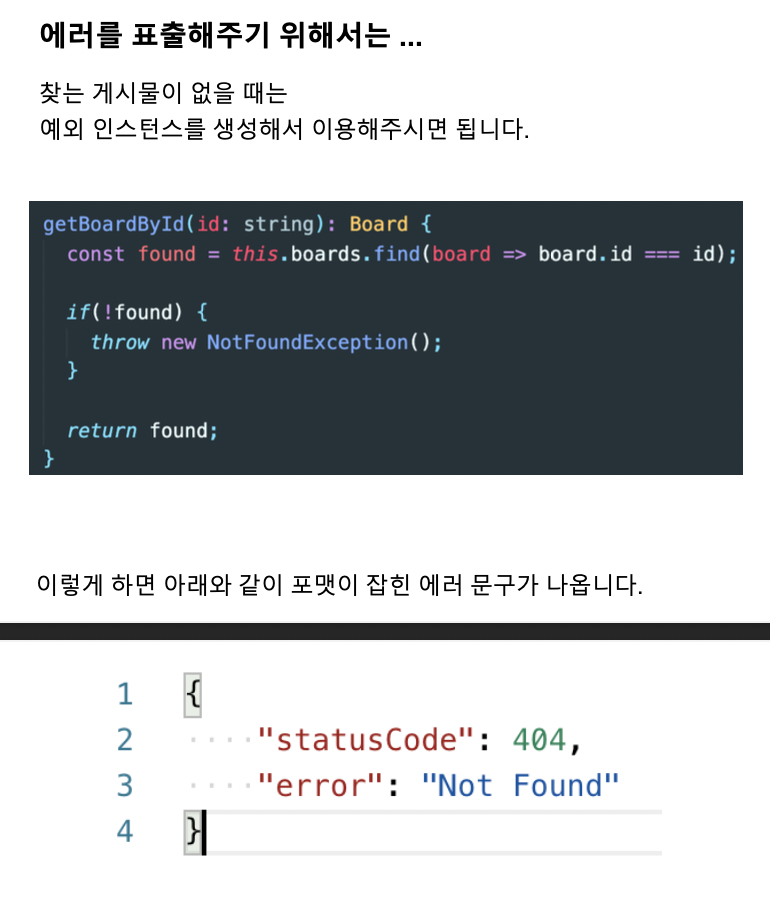 에러를 표출해주기 위해서는 ...
찾는 게시물이 없을 때는
예외 인스턴스를 생성해서 이용해주시면 됩니다.
getBoardById(id: string): Board {
const found = this.boards.find(board => board.id === id);
if(!found) {
throw new NotFoundException();
}
return found;
}
이렇게 하면 아래와 같이 포맷이 잡힌 에러 문구가 나옵니다.
1 {
2 ····"statusCode": 404,
3 ····"error": "Not Found"
4 }